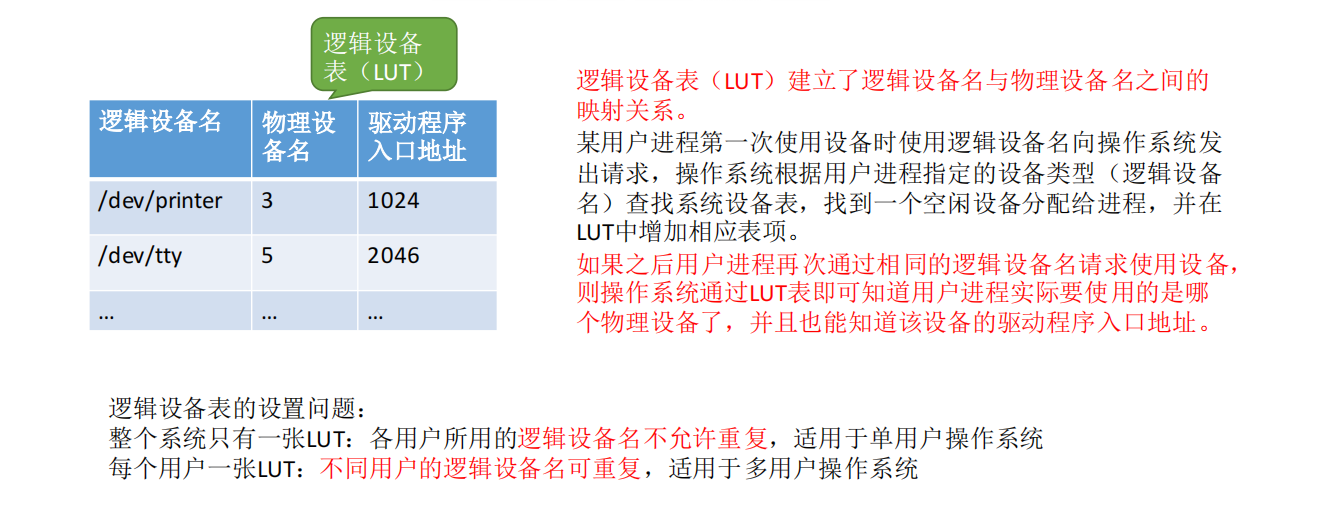 逻辑设备
表（LUT）
逻辑设备名 物理设备名 驱动程序入口地址
/dev/printer 3 1024
/dev/tty 5 2046
... ... ...
逻辑设备表（LUT）建立了逻辑设备名与物理设备名之间的
映射关系。
某用户进程第一次使用设备时使用逻辑设备名向操作系统发
出请求，操作系统根据用户进程指定的设备类型（逻辑设备
名）查找系统设备表，找到一个空闲设备分配给进程，并在
LUT中增加相应表项。
如果之后用户进程再次通过相同的逻辑设备名请求使用设备，
则操作系统通过LUT表即可知道用户进程实际要使用的是哪
个物理设备了，并且也能知道该设备的驱动程序入口地址。
逻辑设备表的设置问题：
整个系统只有一张LUT：各用户所用的逻辑设备名不允许重复，适用于单用户操作系统
每个用户一张LUT：不同用户的逻辑设备名可重复，适用于多用户操作系统